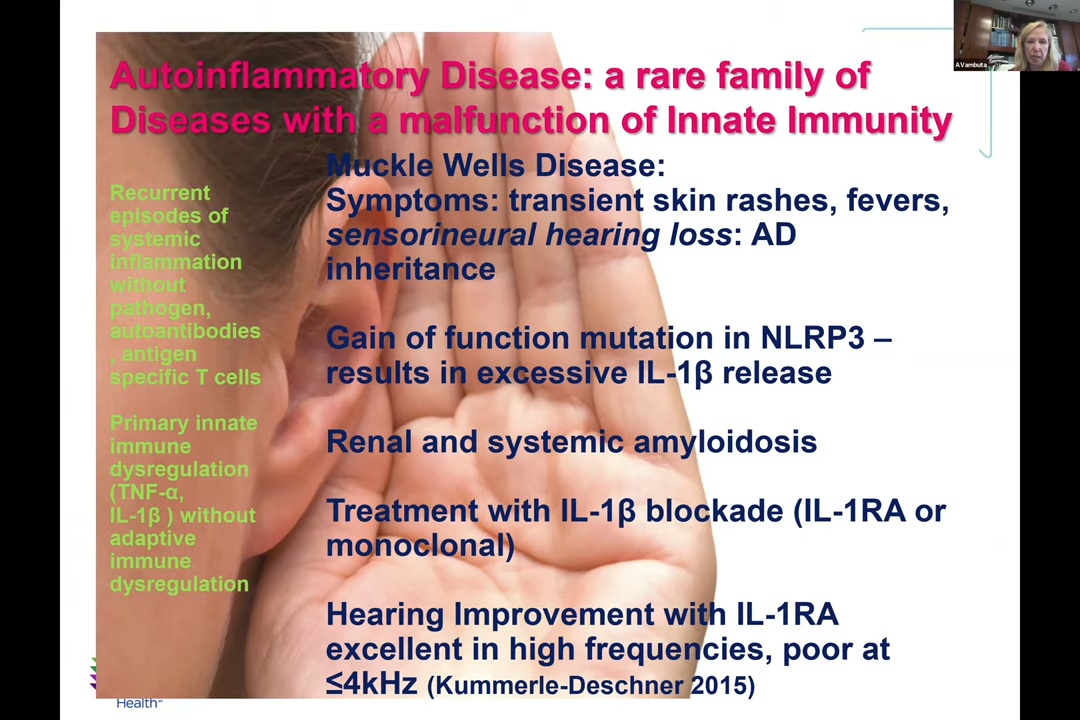 Autoinflammatory Disease: a rare family of
Diseases with a malfunction of Innate Immunity
Recurrent
episodes of
systemic
inflammation
without
pathogen,
autoantibodies
, antigen
specific T cells
Primary innate
immune
dysregulation
(TNF-α,
IL-1β ) without
adaptive
immune
dysregulation
Muckle Wells Disease:
Symptoms: transient skin rashes, fevers,
sensorineural hearing loss: AD
inheritance
Gain of function mutation in NLRP3 –
results in excessive IL-1β release
Renal and systemic amyloidosis
Treatment with IL-1β blockade (IL-1RA or
monoclonal)
Hearing Improvement with IL-1RA
excellent in high frequencies, poor at
≤4kHz (Kummerle-Deschner 2015)
Health
AVambuta